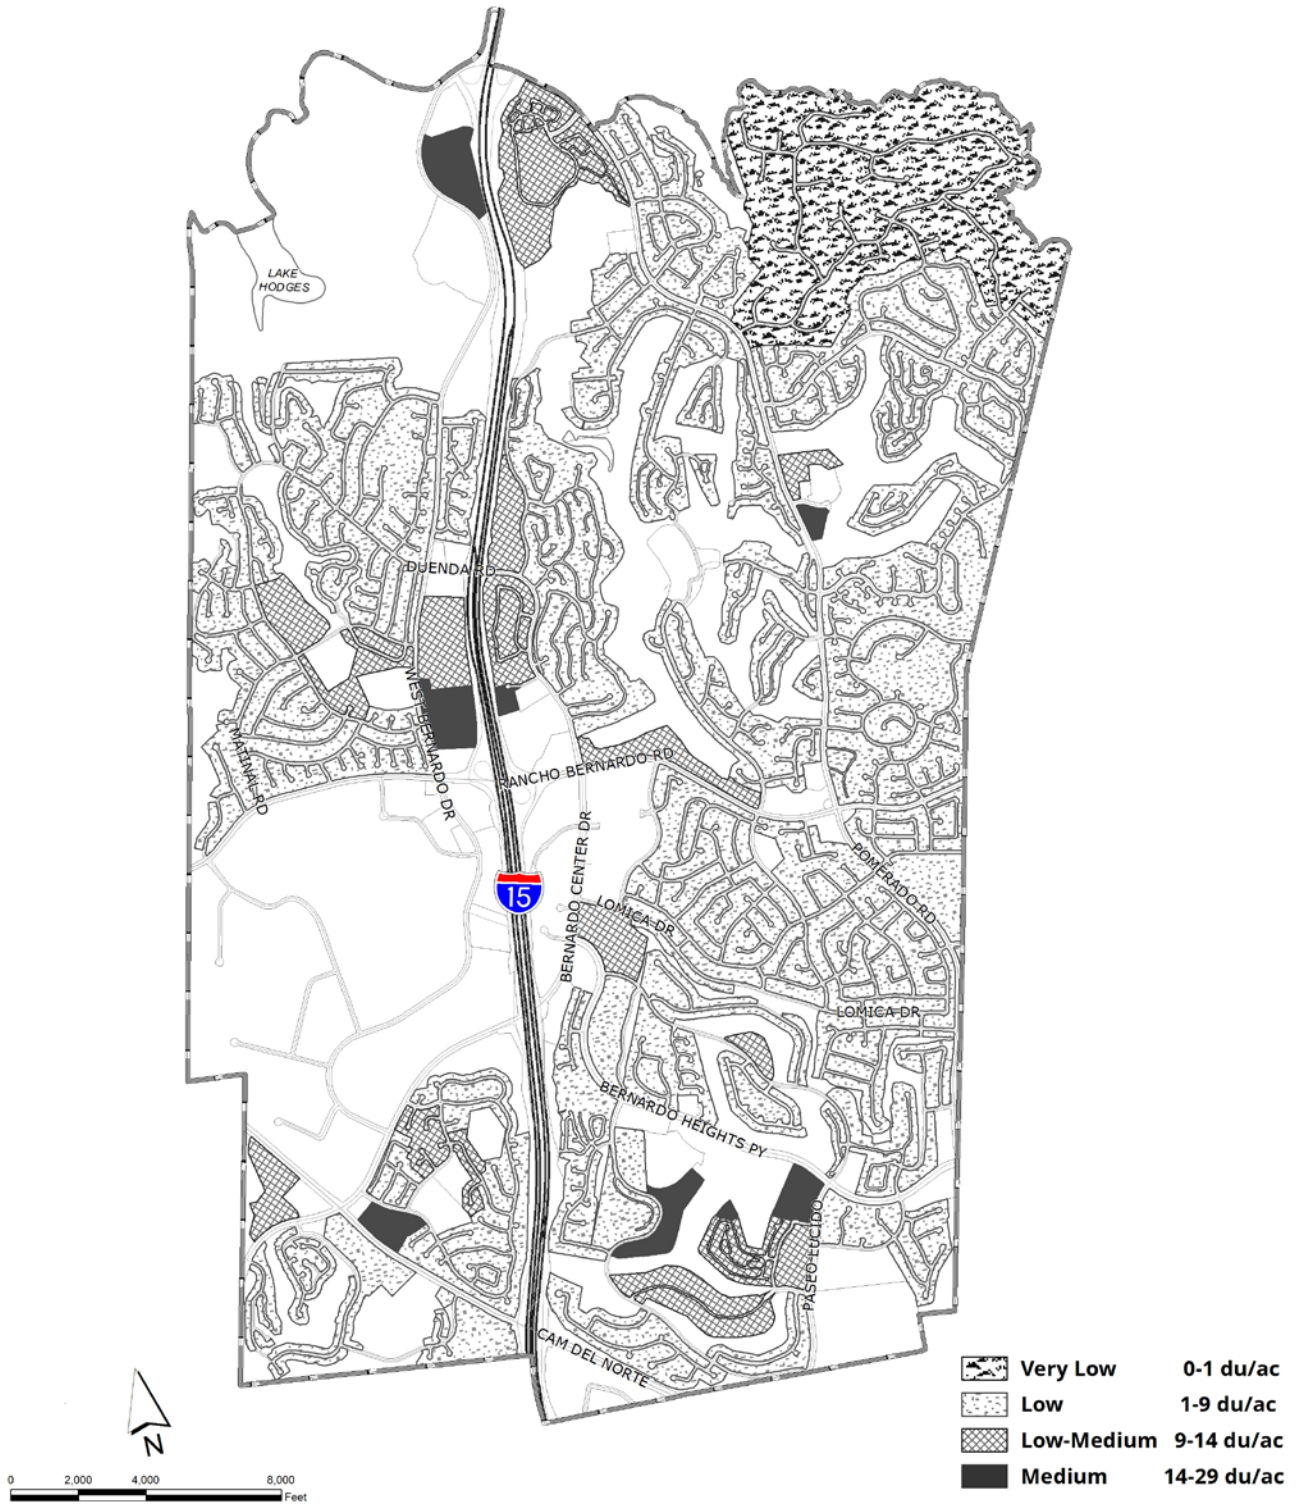 LAKE
HODGES
DUENDA RD
WEST BERNARDO DR
MATINAL RD
RANCHO BERNARDO RD
BERNARDO CENTER DR
POMERADO RD
15
LOMICA DR
LOMICA DR
BERNARDO HEIGHTS PY
PASEO LUCIDO
CAM DEL NORTE
Very Low 0-1 du/ac
Low 1-9 du/ac
Low-Medium 9-14 du/ac
Medium 14-29 du/ac
N
0 2,000 4,000 8,000
Feet